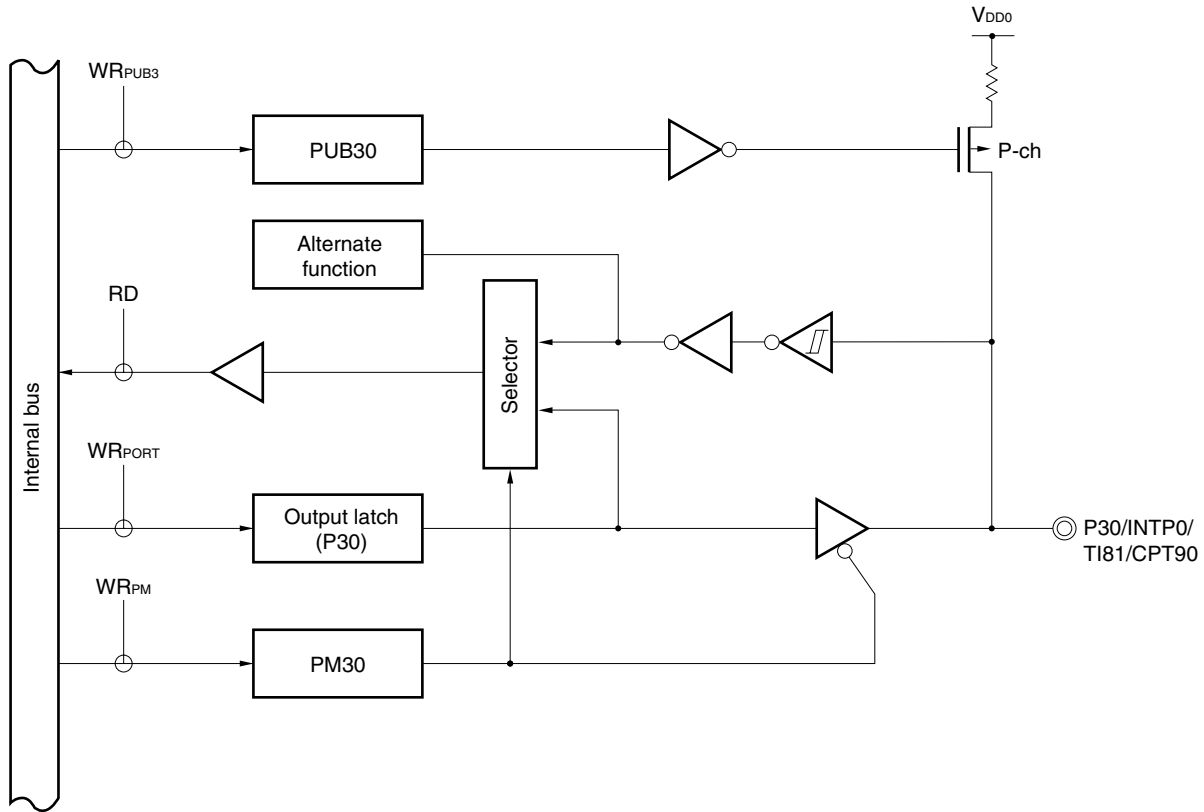 VDD0
WRPUB3
PUB30
P-ch
Alternate
function
RD
Selector
Internal bus
WRPORT
Output latch
(P30)
P30/INTP0/
TI81/CPT90
WRPM
PM30